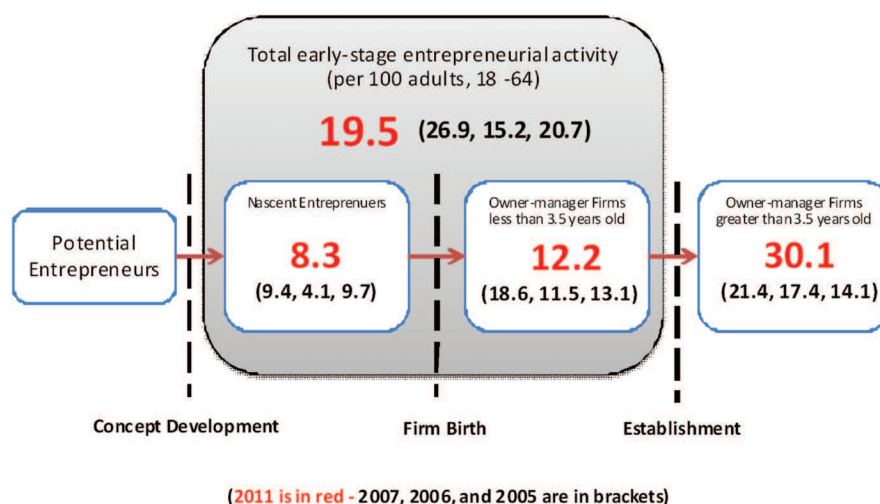 Total early-stage entrepreneurial activity
(per 100 adults, 18 -64)
19.5 (26.9, 15.2, 20.7)
Potential
Entrepreneurs
Nascent Entreprenuers
8.3
(9.4, 4.1, 9.7)
Owner-manager Firms
less than 3.5 years old
12.2
(18.6, 11.5, 13.1)
Owner-manager Firms
greater than 3.5 years old
30.1
(21.4, 17.4, 14.1)
Concept Development
Firm Birth
Establishment
(2011 is in red - 2007, 2006, and 2005 are in brackets)